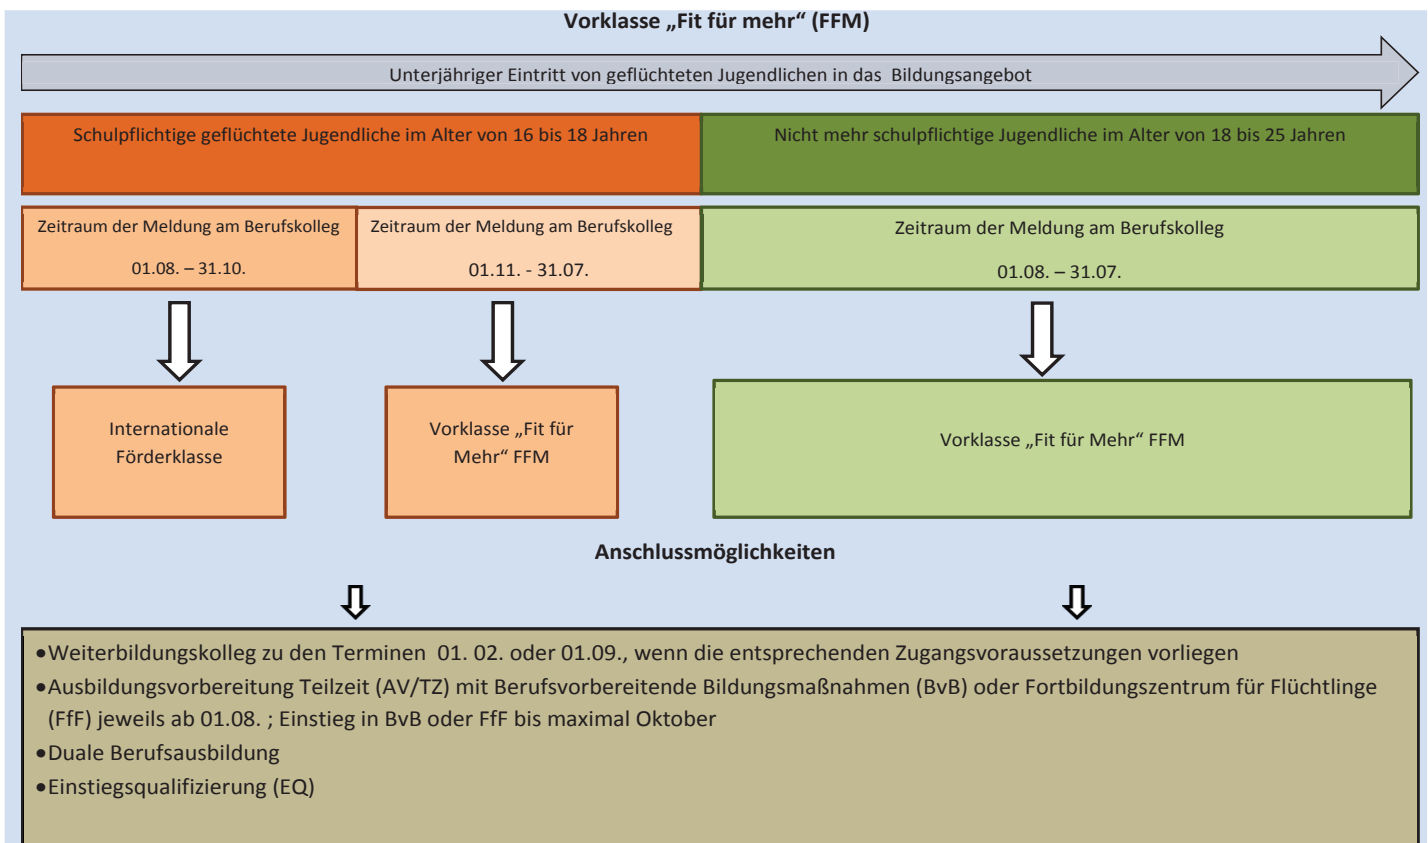 Vorklasse „Fit für mehr“ (FFM)
Unterjähriger Eintritt von geflüchteten Jugendlichen in das Bildungsangebot
Schulpflichtige geflüchtete Jugendliche im Alter von 16 bis 18 Jahren
Nicht mehr schulpflichtige Jugendliche im Alter von 18 bis 25 Jahren
Zeitraum der Meldung am Berufskolleg
01.08. – 31.10.
Zeitraum der Meldung am Berufskolleg
01.11. - 31.07.
Zeitraum der Meldung am Berufskolleg
01.08. – 31.07.
Internationale
Förderklasse
Vorklasse „Fit für
Mehr“ FFM
Vorklasse „Fit für Mehr“ FFM
Anschlussmöglichkeiten
•Weiterbildungskolleg zu den Terminen 01. 02. oder 01.09., wenn die entsprechenden Zugangsvoraussetzungen vorliegen
•Ausbildungsvorbereitung Teilzeit (AV/TZ) mit Berufsvorbereitende Bildungsmaßnahmen (BvB) oder Fortbildungszentrum für Flüchtlinge
(FfF) jeweils ab 01.08. ; Einstieg in BvB oder FfF bis maximal Oktober
•Duale Berufsausbildung
•Einstiegsqualifizierung (EQ)